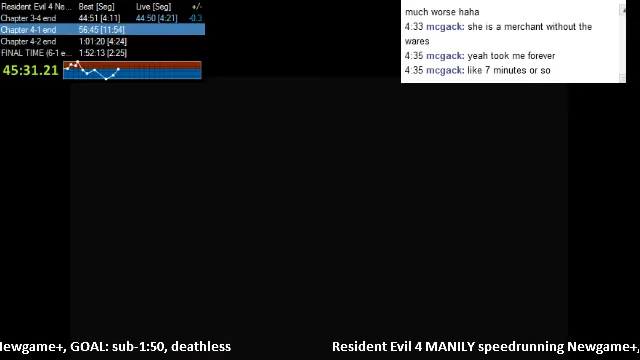 Resident Evil 4 Ne... Best [Seg] Live [Seg] +/-
Chapter 3-4 end 44:51 [4:11] 44:50 [4:21] -0.3
Chapter 4-1 end 56:45 [11:54]
Chapter 4-2 end 1:01:20 [4:24]
FINAL TIME (6-1 e... 1:52:13 [2:25]
45:31.21
much worse haha
4:33 mcgack: she is a merchant without the
wares
4:35 mcgack: yeah took me forever
4:35 mcgack: like 7 minutes or so
Newgame+, GOAL: sub-1:50, deathless Resident Evil 4 MANILY speedrunning Newgame+,